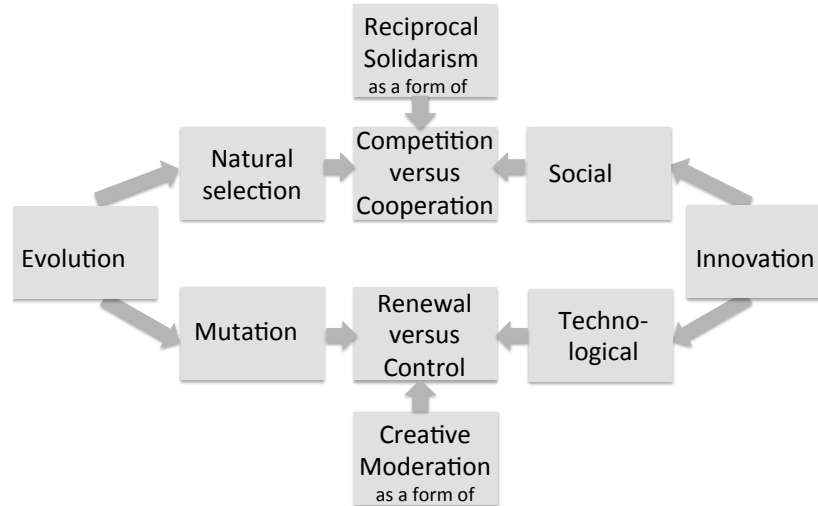 Reciprocal
Solidarism
as a form of
Natural
selection
Competition
versus
Cooperation
Social
Evolution
Innovation
Mutation
Renewal
versus
Control
Techno-
logical
Creative
Moderation
as a form of